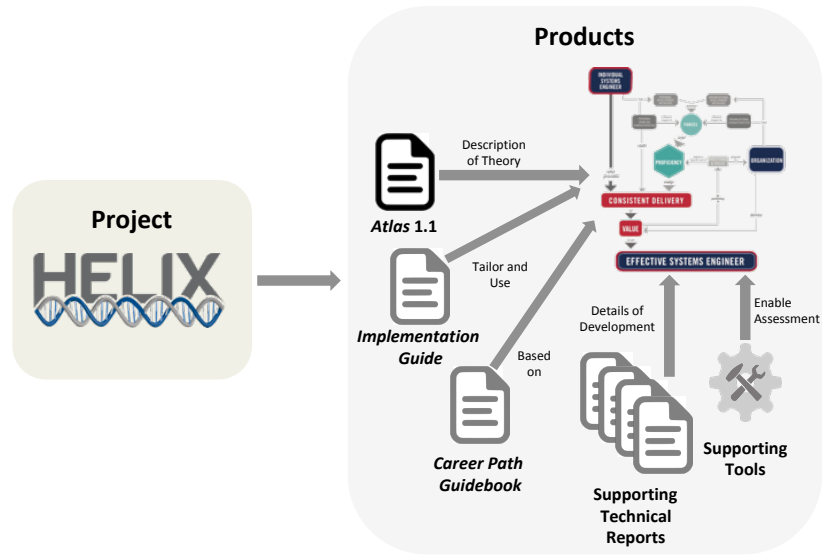 Products
INDIVIDUAL
SYSTEMS
ENGINEER
FORCES
PROFICIENCY
ORGANIZATION
CONSISTENT DELIVERY
VALUE
EFFECTIVE SYSTEMS ENGINEER
Description
of Theory
Atlas 1.1
Project
HELIX
Tailor and
Use
Implementation
Guide
Based
on
Career Path
Guidebook
Details of
Development
Supporting
Technical
Reports
Enable
Assessment
Supporting
Tools